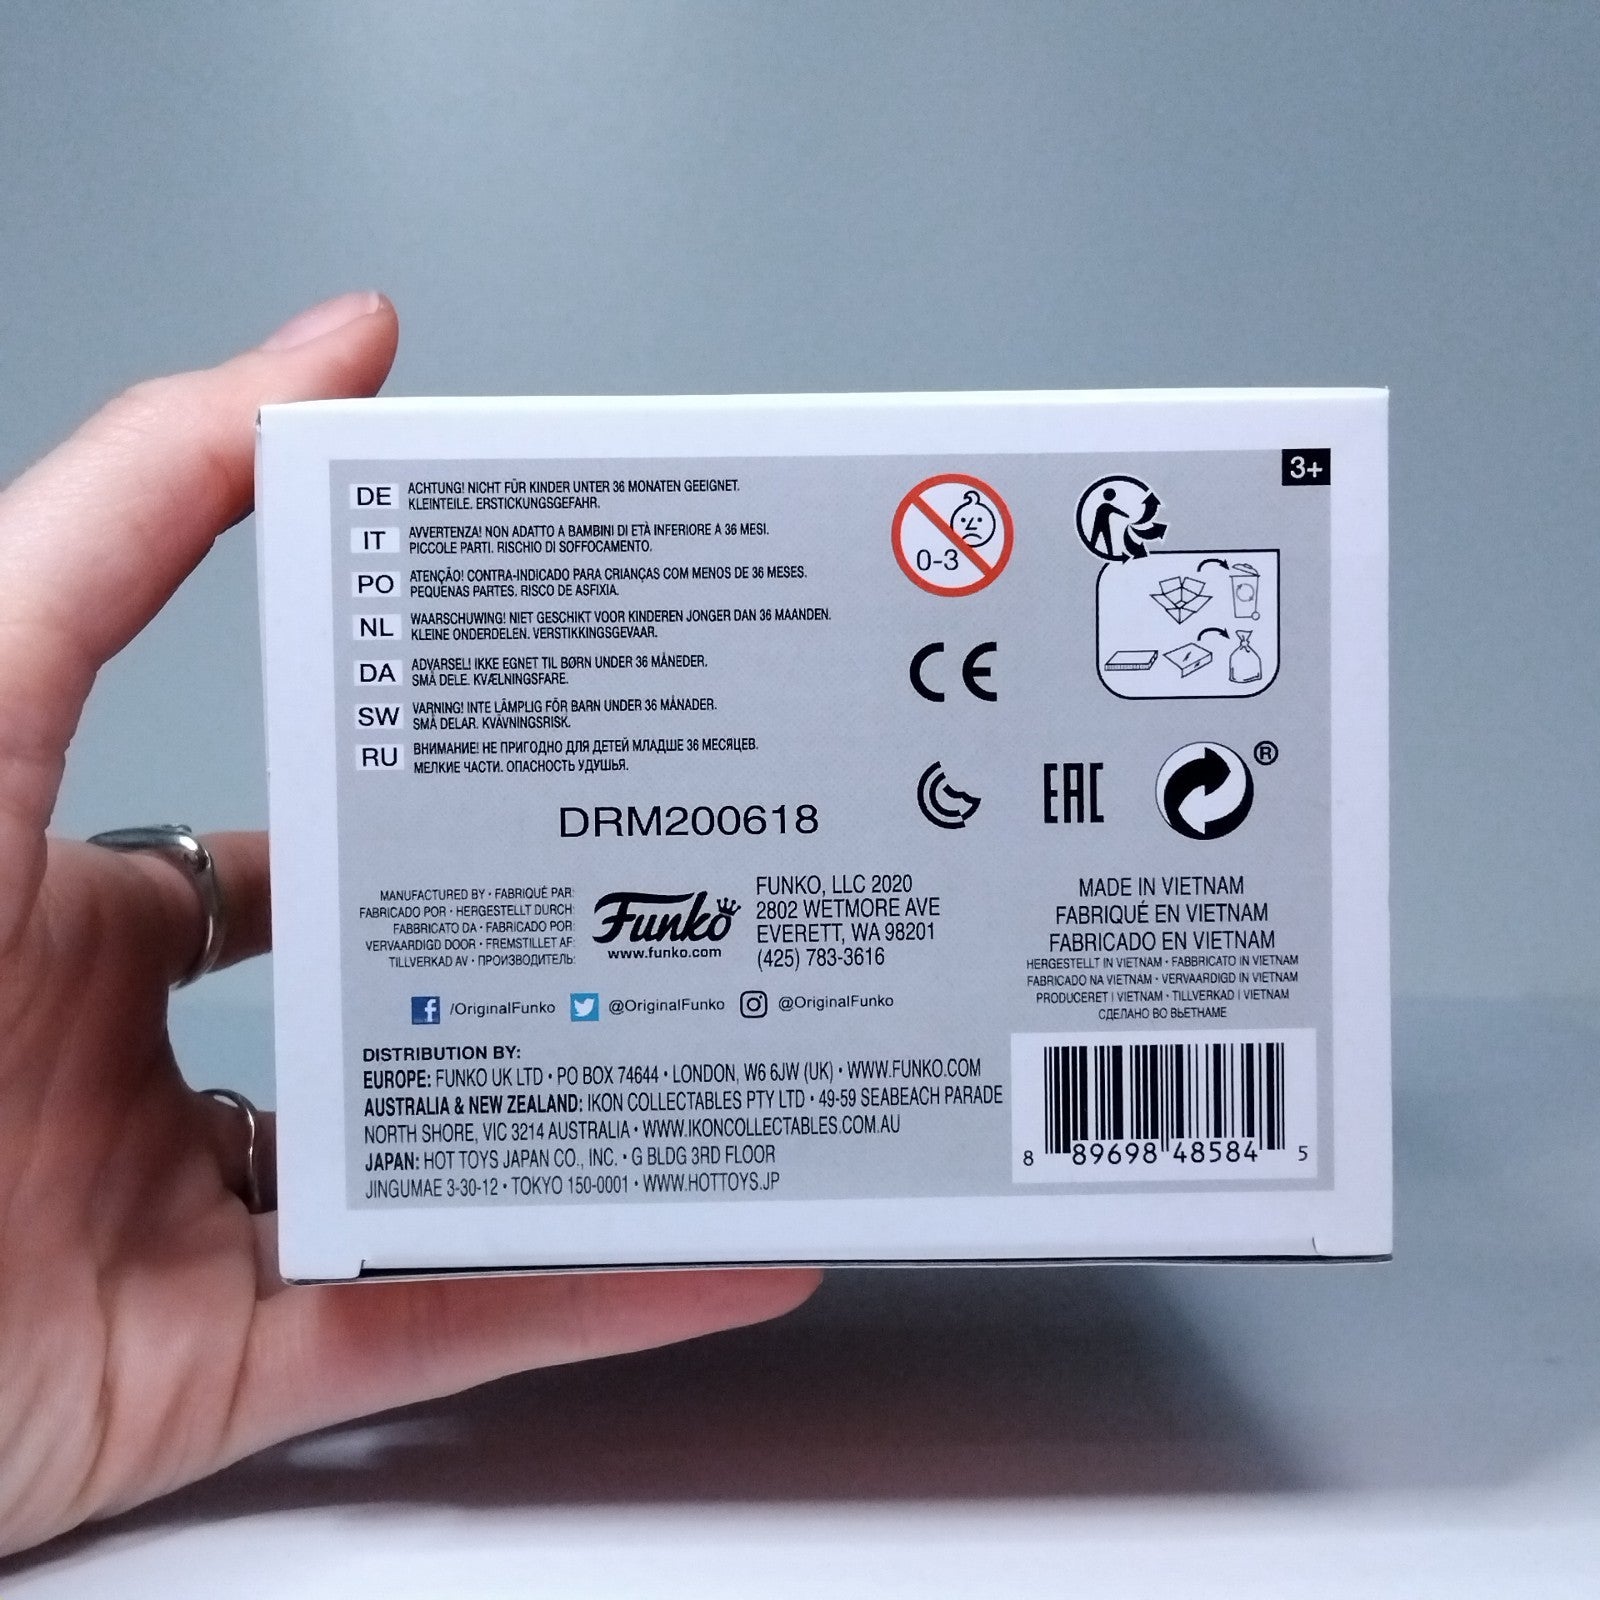 3+
DE ACHTUNG! NICHT FÜR KINDER UNTER 36 MONATEN GEEIGNET.
KLEINTEILE. ERSTICKUNGSGEFAHR.
IT AVVERTENZA! NON ADATTO A BAMBINI DI ETÀ INFERIORE A 36 MESI.
PICCOLE PARTI. RISCHIO DI SOFFOCAMENTO.
PO ATENÇÃO! CONTRA-INDICADO PARA CRIANÇAS COM MENOS DE 36 MESES.
PEQUENAS PARTES. RISCO DE ASFIXIA.
NL WAARSCHUWING! NIET GESCHIKT VOOR KINDEREN JONGER DAN 36 MAANDEN.
KLEINE ONDERDELEN. VERSTIKKINGSGEVAAR.
DA ADVARSEL! IKKE EGNET TIL BØRN UNDER 36 MÅNEDER.
SMÅ DELE. KVÆLNINGSFARE.
SW VARNING! INTE LÄMPLIG FÖR BARN UNDER 36 MÅNADER.
SMÅ DELAR. KVÄVNINGSRISK.
RU ВНИМАНИЕ! НЕ ПРИГОДНО ДЛЯ ДЕТЕЙ МЛАДШЕ 36 МЕСЯЦЕВ.
МЕЛКИЕ ЧАСТИ. ОПАСНОСТЬ УДУШЬЯ.
0-3
CE
EAC
®
DRM200618
MANUFACTURED BY • FABRIQUÉ PAR:
FABRICADO POR • HERGESTELLT DURCH:
FABBRICATO DA • FABRICADO POR:
VERVAARDIGD DOOR • FREMSTILLET AF:
TILLVERKAD AV • ПРОИЗВОДИТЕЛЬ:
Funko
www.funko.com
FUNKO, LLC 2020
2802 WETMORE AVE
EVERETT, WA 98201
(425) 783-3616
MADE IN VIETNAM
FABRIQUÉ EN VIETNAM
FABRICADO EN VIETNAM
HERGESTELLT IN VIETNAM • FABBRICATO IN VIETNAM
FABRICADO NA VIETNAM • VERVAARDIGD IN VIETNAM
PRODUCERET I VIETNAM • TILLVERKAD I VIETNAM
СДЕЛАНО ВО ВЬЕТНАМЕ
f /OriginalFunko @OriginalFunko @OriginalFunko
DISTRIBUTION BY:
EUROPE: FUNKO UK LTD • PO BOX 74644 • LONDON, W6 6JW (UK) • WWW.FUNKO.COM
AUSTRALIA & NEW ZEALAND: IKON COLLECTABLES PTY LTD • 49-59 SEABEACH PARADE
NORTH SHORE, VIC 3214 AUSTRALIA • WWW.IKONCOLLECTABLES.COM.AU
JAPAN: HOT TOYS JAPAN CO., INC. • G BLDG 3RD FLOOR
JINGUMAE 3-30-12 • TOKYO 150-0001 • WWW.HOTTOYS.JP
8 89698 48584 5